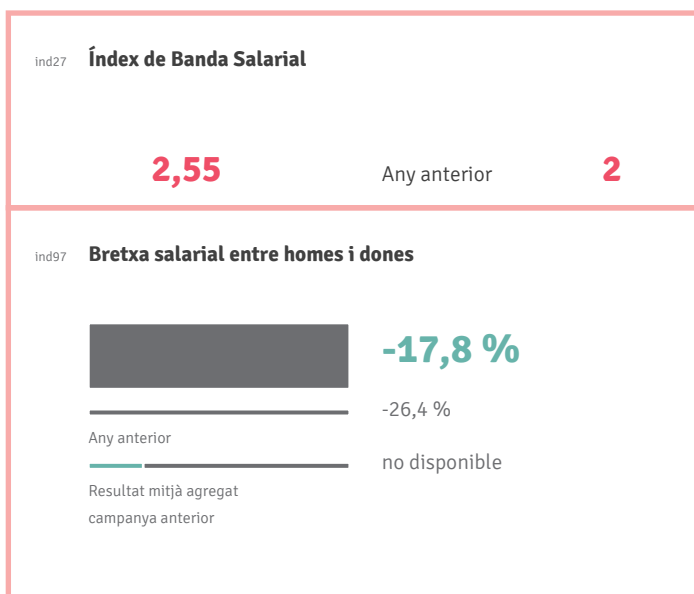 ind27 Índex de Banda Salarial
2,55 Any anterior 2
ind97 Bretxa salarial entre homes i dones
-17,8 %
-26,4 %
Any anterior
no disponible
Resultat mitjà agregat
campanya anterior